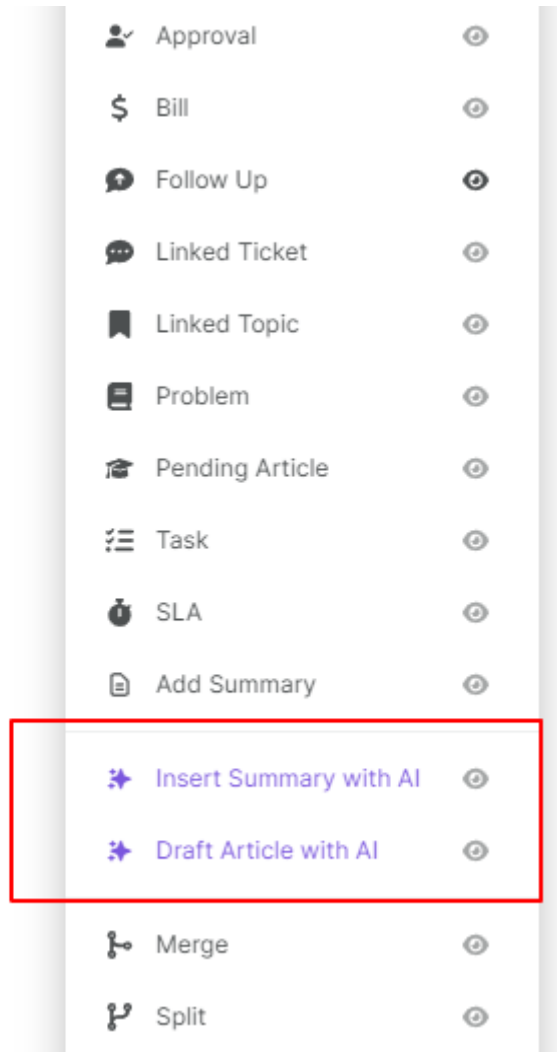 Approval
Bill
Follow Up
Linked Ticket
Linked Topic
Problem
Pending Article
Task
SLA
Add Summary
Insert Summary with AI
Draft Article with AI
Merge
Split